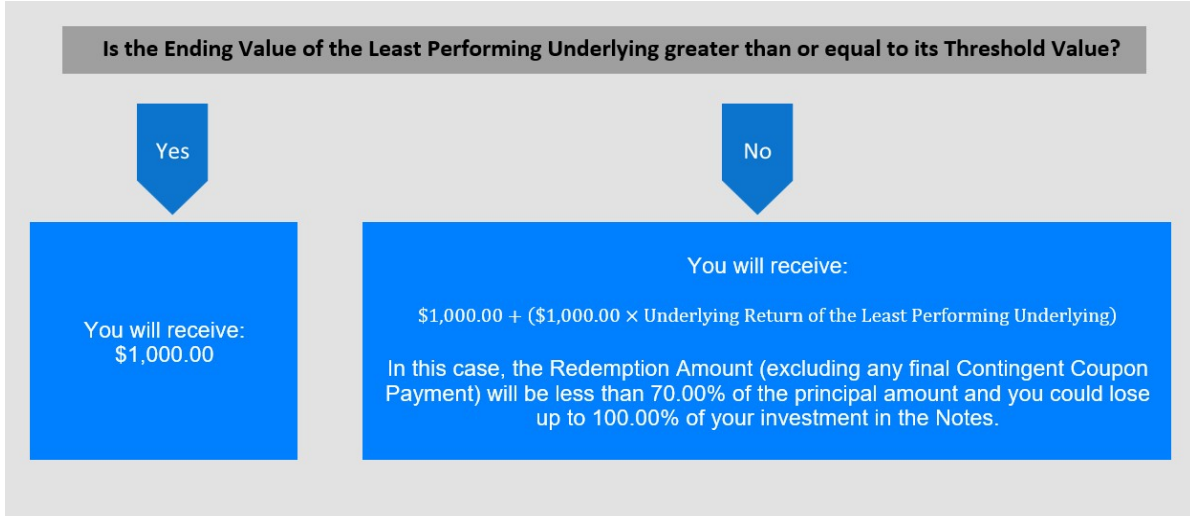 Is the Ending Value of the Least Performing Underlying greater than or equal to its Threshold Value?
Yes
No
You will receive:
$1,000.00
You will receive:
$1,000.00 + ($1,000.00 × Underlying Return of the Least Performing Underlying)
In this case, the Redemption Amount (excluding any final Contingent Coupon
Payment) will be less than 70.00% of the principal amount and you could lose
up to 100.00% of your investment in the Notes.